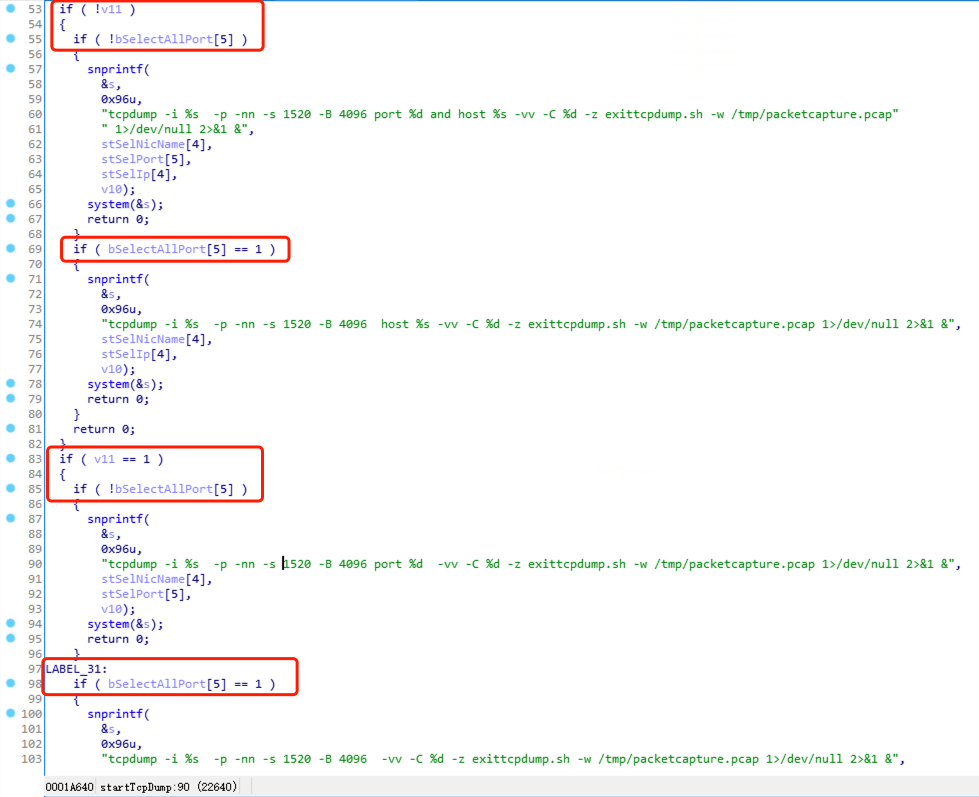 53 if ( !v11 )
54 {
55 if ( !bSelectAllPort[5] )
56 {
57 snprintf(
58 &s,
59 0x96u,
60 "tcpdump -i %s  -p -nn -s 1520 -B 4096 port %d and host %s -vv -C %d -z exittcpdump.sh -w /tmp/packetcapture.pcap"
61 " 1>/dev/null 2>&1 &",
62 stSelNicName[4],
63 stSelPort[5],
64 stSelIp[4],
65 v10);
66 system(&s);
67 return 0;
68 }
69 if ( bSelectAllPort[5] == 1 )
70 {
71 snprintf(
72 &s,
73 0x96u,
74 "tcpdump -i %s  -p -nn -s 1520 -B 4096  host %s -vv -C %d -z exittcpdump.sh -w /tmp/packetcapture.pcap 1>/dev/null 2>&1 &",
75 stSelNicName[4],
76 stSelIp[4],
77 v10);
78 system(&s);
79 return 0;
80 }
81 return 0;
82 }
83 if ( v11 == 1 )
84 {
85 if ( !bSelectAllPort[5] )
86 {
87 snprintf(
88 &s,
89 0x96u,
90 "tcpdump -i %s  -p -nn -s 1520 -B 4096 port %d  -vv -C %d -z exittcpdump.sh -w /tmp/packetcapture.pcap 1>/dev/null 2>&1 &",
91 stSelNicName[4],
92 stSelPort[5],
93 v10);
94 system(&s);
95 return 0;
96 }
97 LABEL_31:
98 if ( bSelectAllPort[5] == 1 )
99 {
100 snprintf(
101 &s,
102 0x96u,
103 "tcpdump -i %s  -p -nn -s 1520 -B 4096  -vv -C %d -z exittcpdump.sh -w /tmp/packetcapture.pcap 1>/dev/null 2>&1 &",
0001A640 startTcpDump:90 (22640)